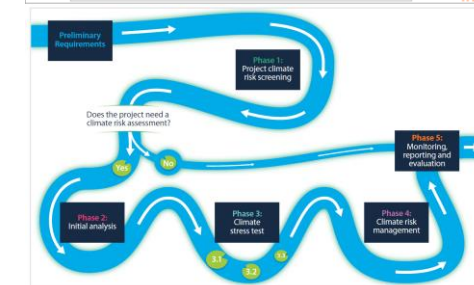 Preliminary
Requirements
Phase 1:
Project climate
risk screening
Does the project need a
climate risk assessment?
Yes
No
Phase 5:
Monitoring,
reporting and
evaluation
Phase 2:
Initial analysis
Phase 3:
Climate
stress test
Phase 4:
Climate risk
management
3.1
3.2
3.3